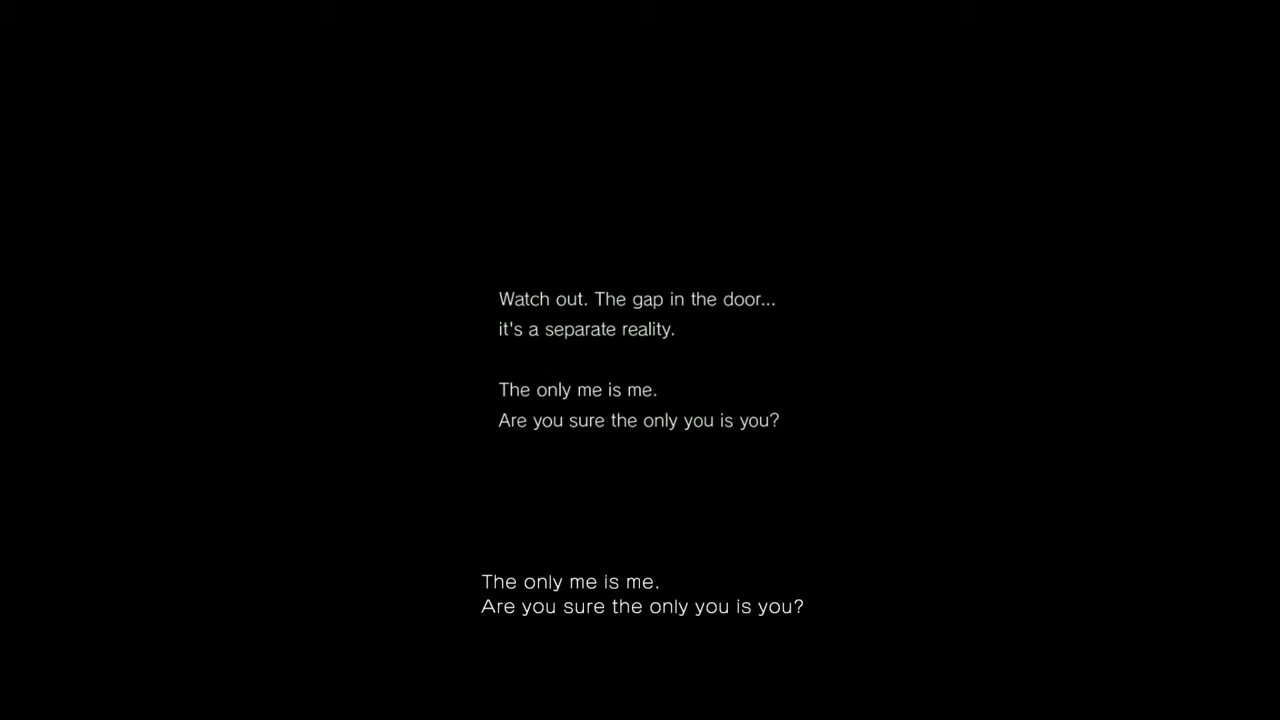 Watch out. The gap in the door...
it's a separate reality.
The only me is me.
Are you sure the only you is you?
The only me is me.
Are you sure the only you is you?